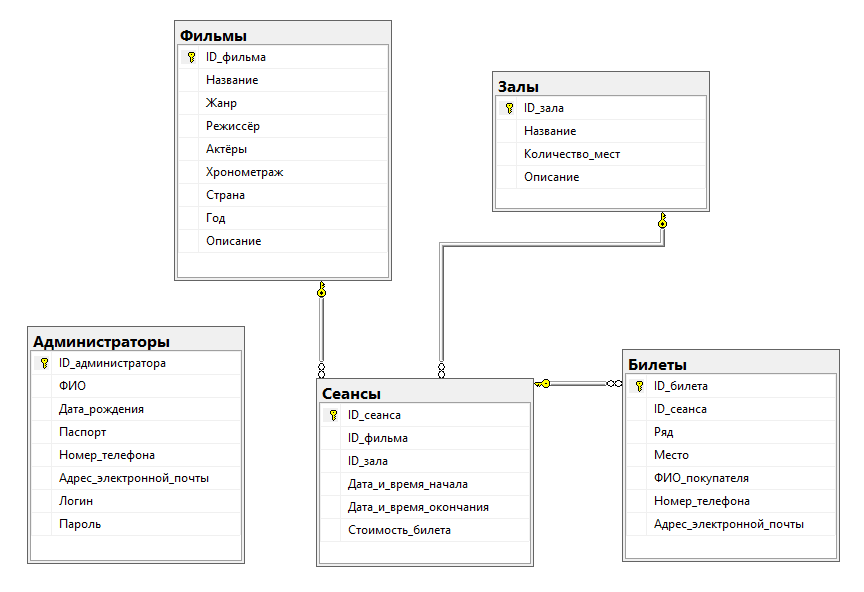 Фильмы
ID_фильма
Название
Жанр
Режиссёр
Актёры
Хронометраж
Страна
Год
Описание
Залы
ID_зала
Название
Количество_мест
Описание
Администраторы
ID_администратора
ФИО
Дата_рождения
Паспорт
Номер_телефона
Адрес_электронной_почты
Логин
Пароль
Сеансы
ID_сеанса
ID_фильма
ID_зала
Дата_и_время_начала
Дата_и_время_окончания
Стоимость_билета
Билеты
ID_билета
ID_сеанса
Ряд
Место
ФИО_покупателя
Номер_телефона
Адрес_электронной_почты